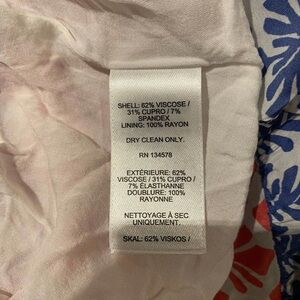 SHELL: 62% VISCOSE /
31% CUPRO / 7%
SPANDEX
LINING: 100% RAYON
DRY CLEAN ONLY.
RN 134578
EXTÉRIEURE: 62%
VISCOSE / 31% CUPRO /
7% ÉLASTHANNE
DOUBLURE: 100%
RAYONNE
NETTOYAGE À SEC
UNIQUEMENT.
SKAL: 62% VISKOS /